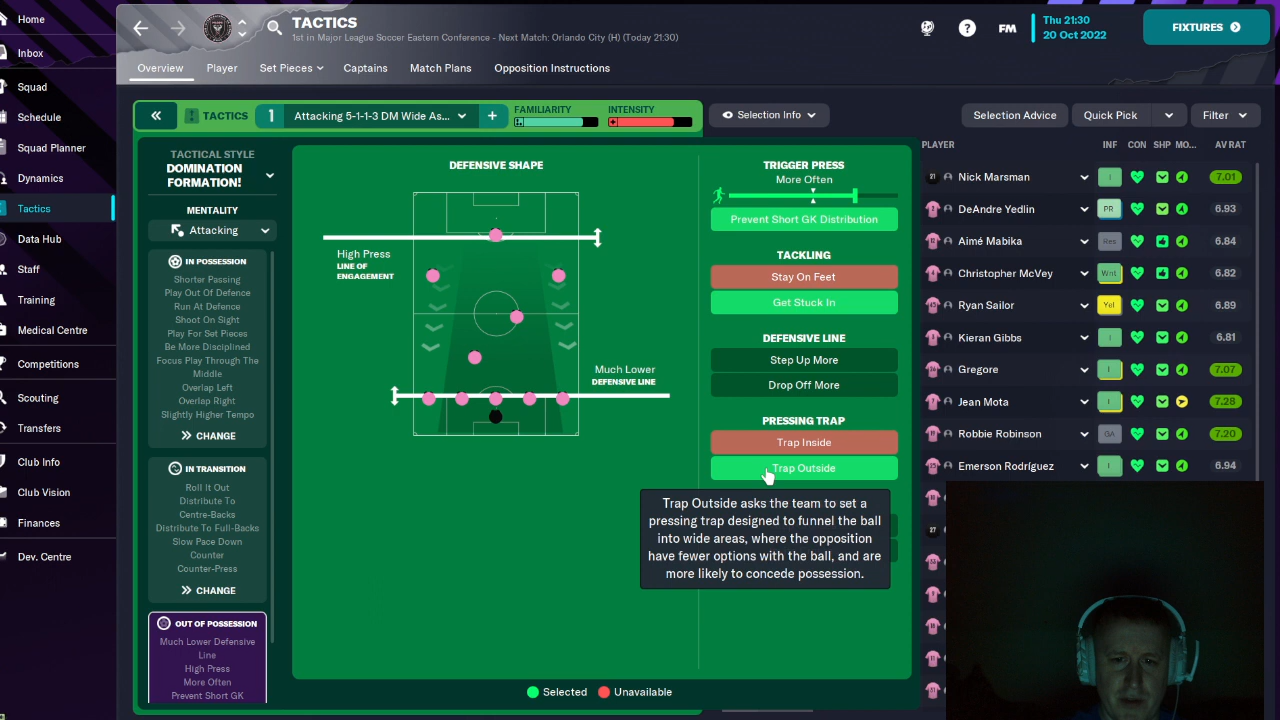 Home
Inbox
Squad
Schedule
Squad Planner
Dynamics
Tactics
Data Hub
Staff
Training
Medical Centre
Competitions
Scouting
Transfers
Club Info
Club Vision
Finances
Dev. Centre
TACTICS
1st in Major League Soccer Eastern Conference - Next Match: Orlando City (H) (Today 21:30)
?
FM
Thu 21:30
20 Oct 2022
FIXTURES
Overview
Player
Set Pieces
Captains
Match Plans
Opposition Instructions
TACTICS
1
Attacking 5-1-1-3 DM Wide As...
+
FAMILIARITY
INTENSITY
Selection Info
Selection Advice
Quick Pick
Filter
TACTICAL STYLE
DOMINATION
FORMATION!
MENTALITY
Attacking
IN POSSESSION
Shorter Passing
Play Out Of Defence
Run At Defence
Shoot On Sight
Play For Set Pieces
Be More Disciplined
Focus Play Through The
Middle
Overlap Left
Overlap Right
Slightly Higher Tempo
CHANGE
IN TRANSITION
Roll It Out
Distribute To
Centre-Backs
Distribute To Full-Backs
Slow Pace Down
Counter
Counter-Press
CHANGE
OUT OF POSSESSION
Much Lower Defensive
Line
High Press
More Often
Prevent Short GK
DEFENSIVE SHAPE
High Press
LINE OF
ENGAGEMENT
Much Lower
DEFENSIVE LINE
TRIGGER PRESS
More Often
Prevent Short GK Distribution
TACKLING
Stay On Feet
Get Stuck In
DEFENSIVE LINE
Step Up More
Drop Off More
PRESSING TRAP
Trap Inside
Trap Outside
Trap Outside asks the team to set a
pressing trap designed to funnel the ball
into wide areas, where the opposition
have fewer options with the ball, and are
more likely to concede possession.
Selected
Unavailable
PLAYER INF CON SHP MO... AV RAT
Nick Marsman I 7.01
DeAndre Yedlin PR 6.93
Aimé Mabika Res 6.84
Christopher McVey Wnt 6.82
Ryan Sailor Yel 6.89
Kieran Gibbs I 6.81
Gregore I 7.07
Jean Mota I 7.28
Robbie Robinson GA 7.20
Emerson Rodríguez I 6.94